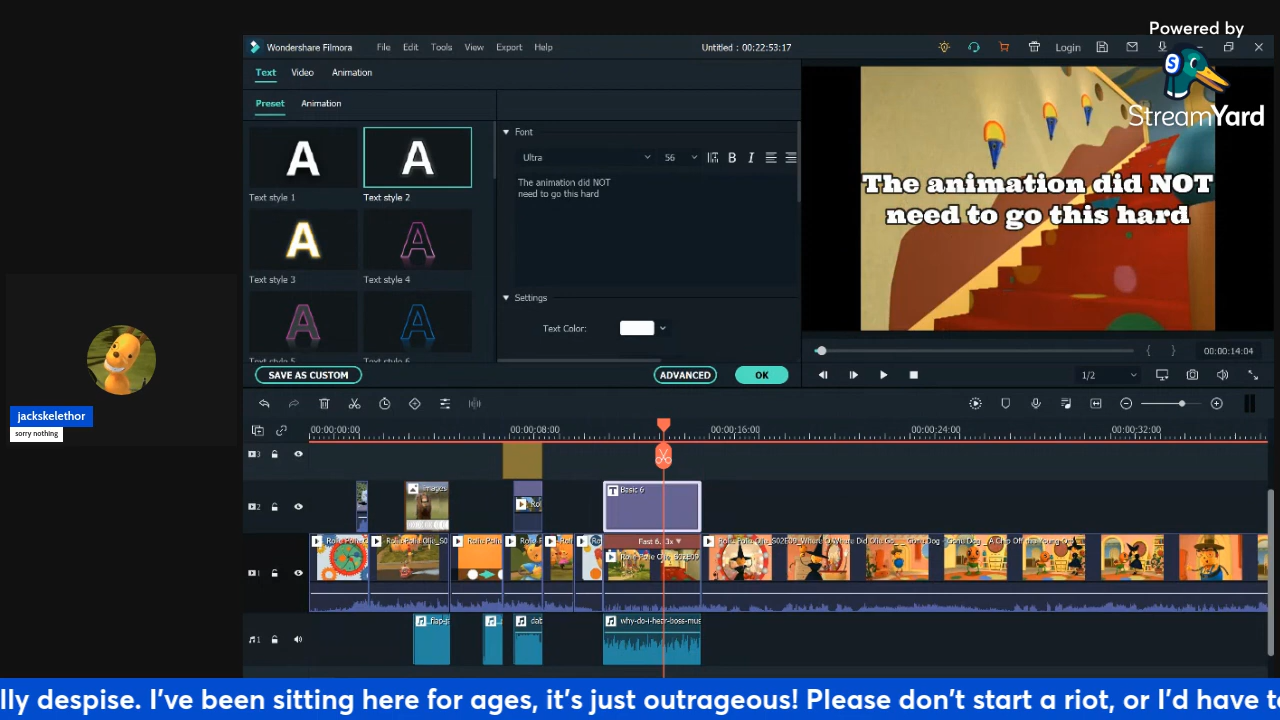 Powered by
StreamYard
Wondershare Filmora
File Edit Tools View Export Help
Untitled : 00:22:53:17
Login
Text Video Animation
Preset Animation
Text style 1
Text style 2
Text style 3
Text style 4
Font
Ultra
56
B I
The animation did NOT
need to go this hard
Settings
Text Color:
SAVE AS CUSTOM
ADVANCED
OK
The animation did NOT
need to go this hard
00:00:14:04
1/2
jackskelethor
sorry nothing
00:00:00:00
00:00:08:00
00:00:16:00
00:00:24:00
00:00:32:00
images
Basic 6
Fast 6. 3x
why-do-i-hear-boss-mus
lly despise. I've been sitting here for ages, it's just outrageous! Please don't start a riot, or I'd have to